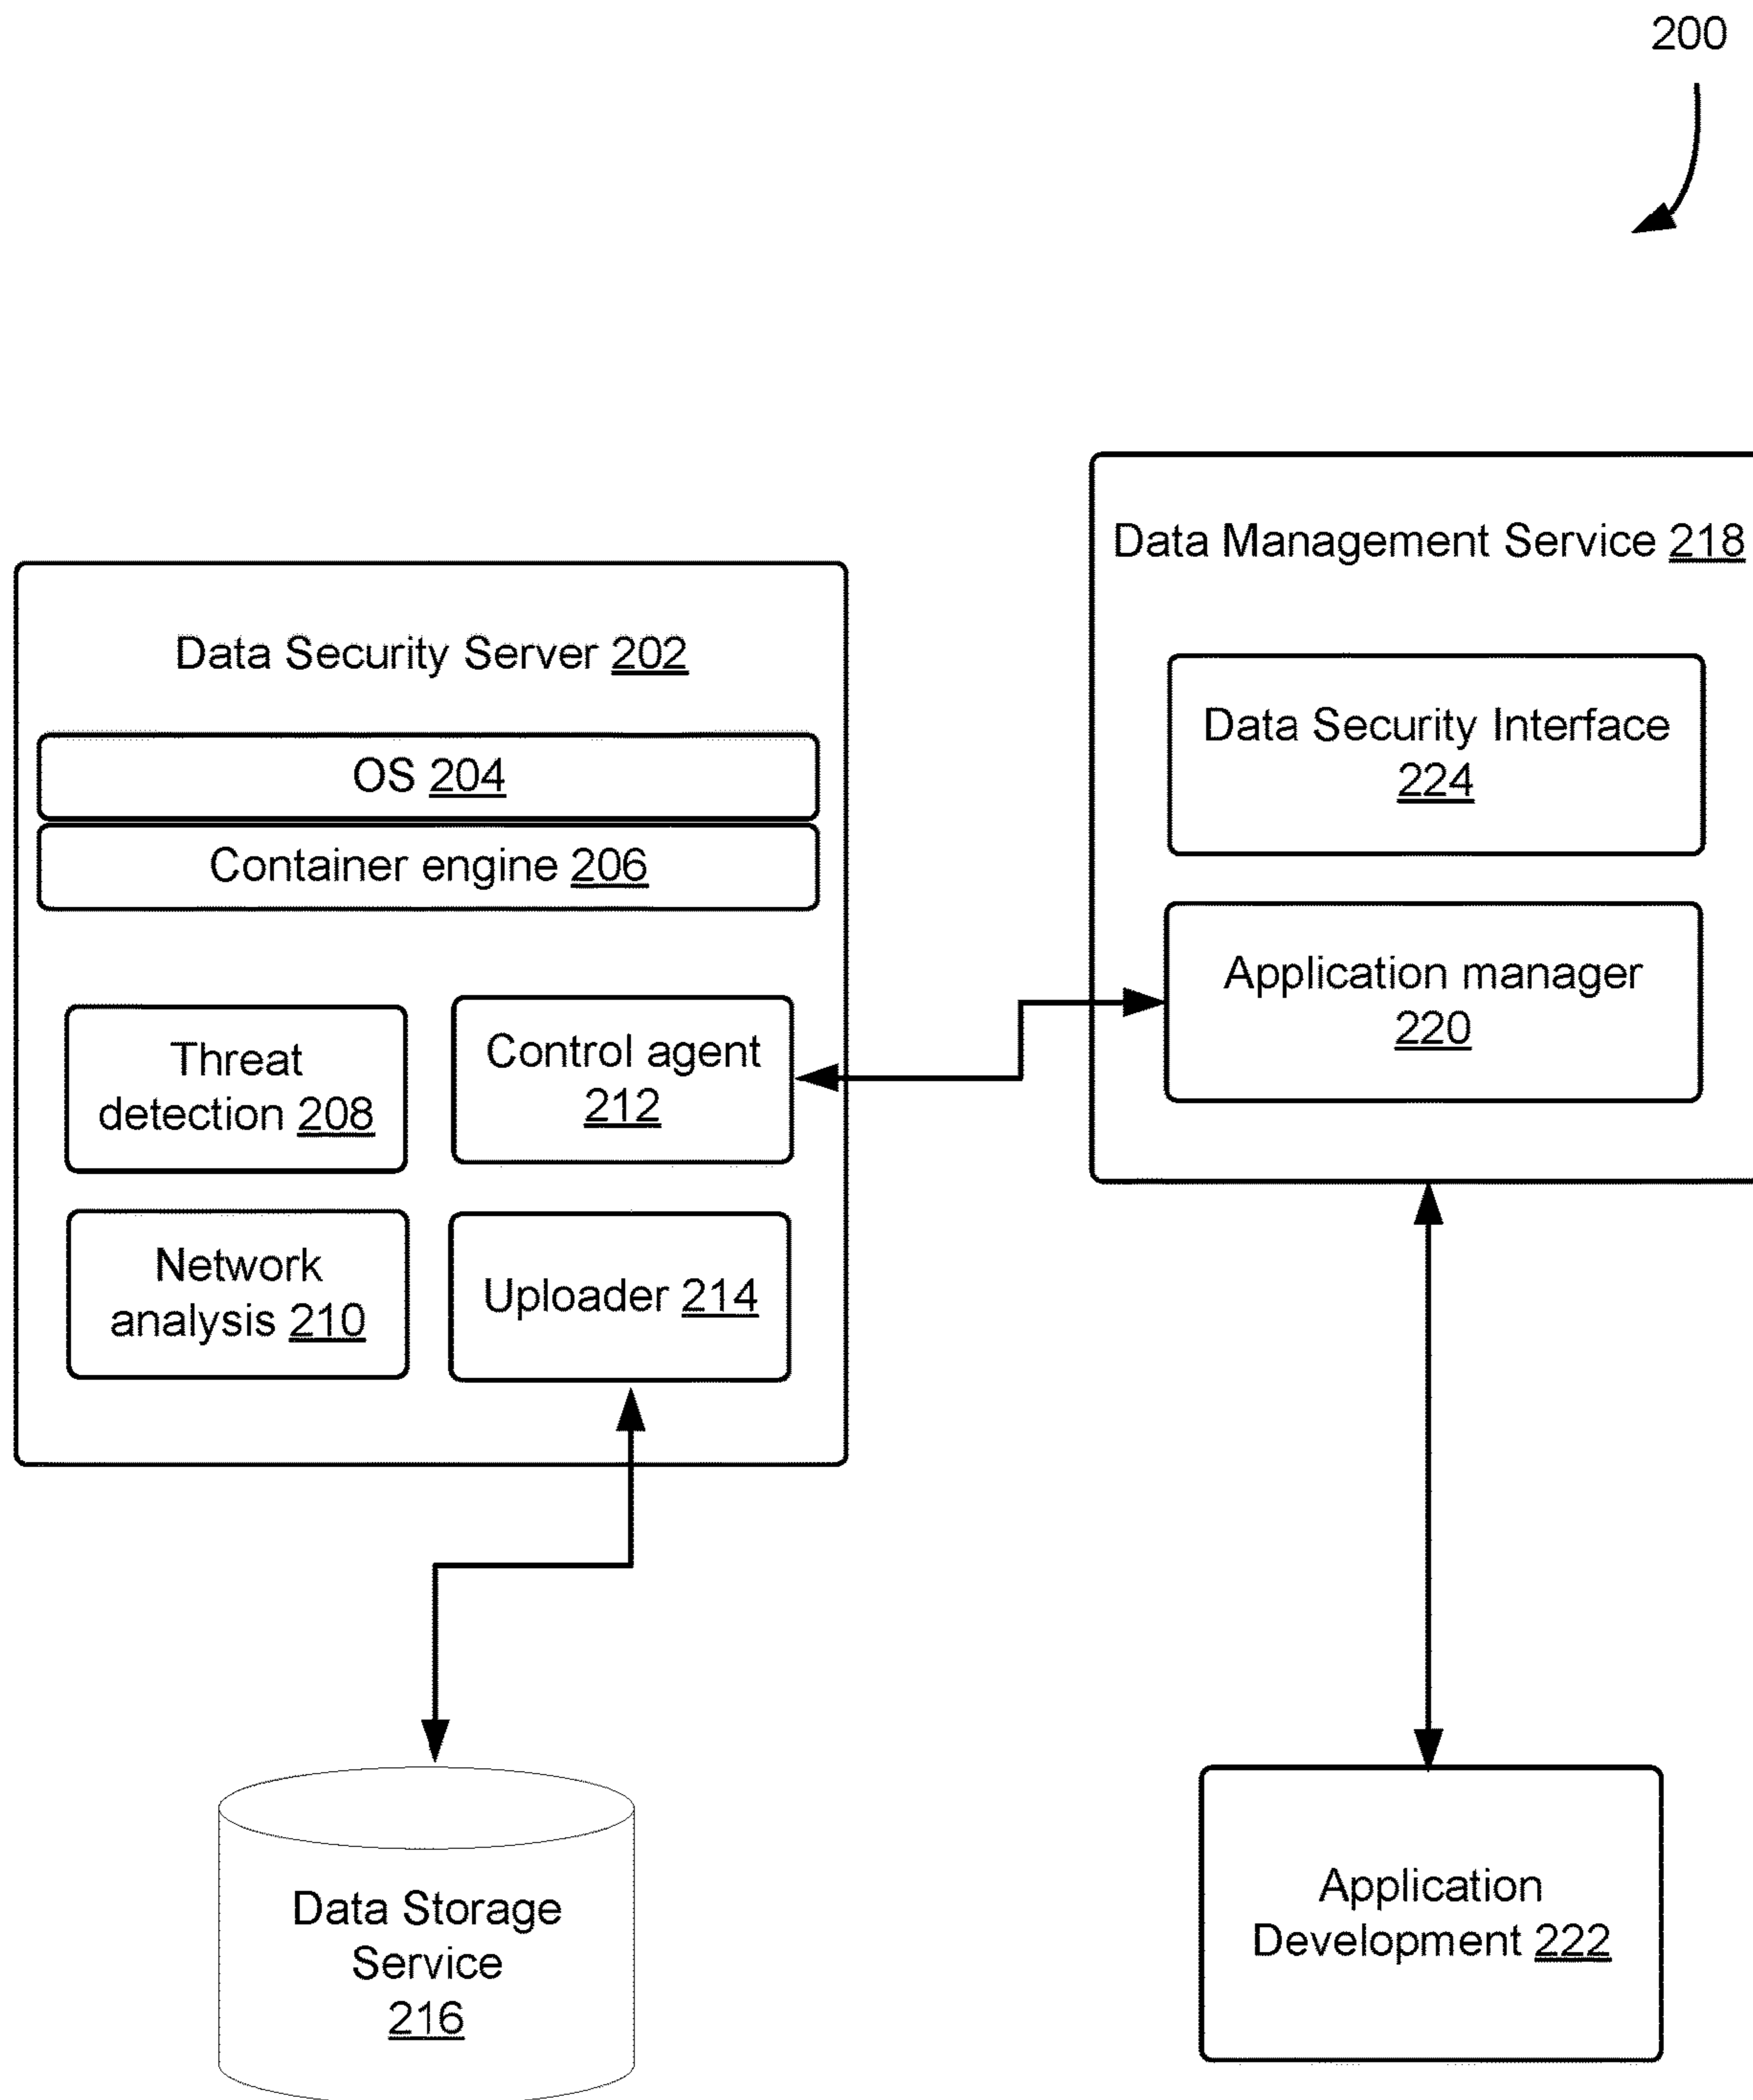 200
Data Management Service 218
Data Security Server 202
Data Security Interface
224
OS 204
Container engine 206
Application manager
220
Threat
detection 208
Control agent
212
Network
analysis 210
Uploader 214
Data Storage
Service
216
Application
Development 222